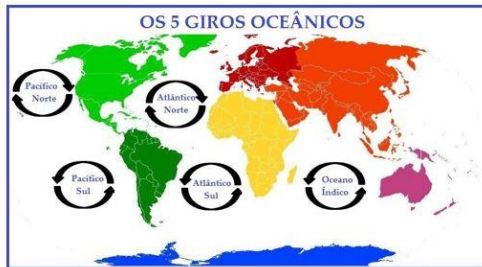 OS 5 GIROS OCEÂNICOS
Pacífico
Norte
Atlântico
Norte
Pacífico
Sul
Atlântico
Sul
Oceano
Índico